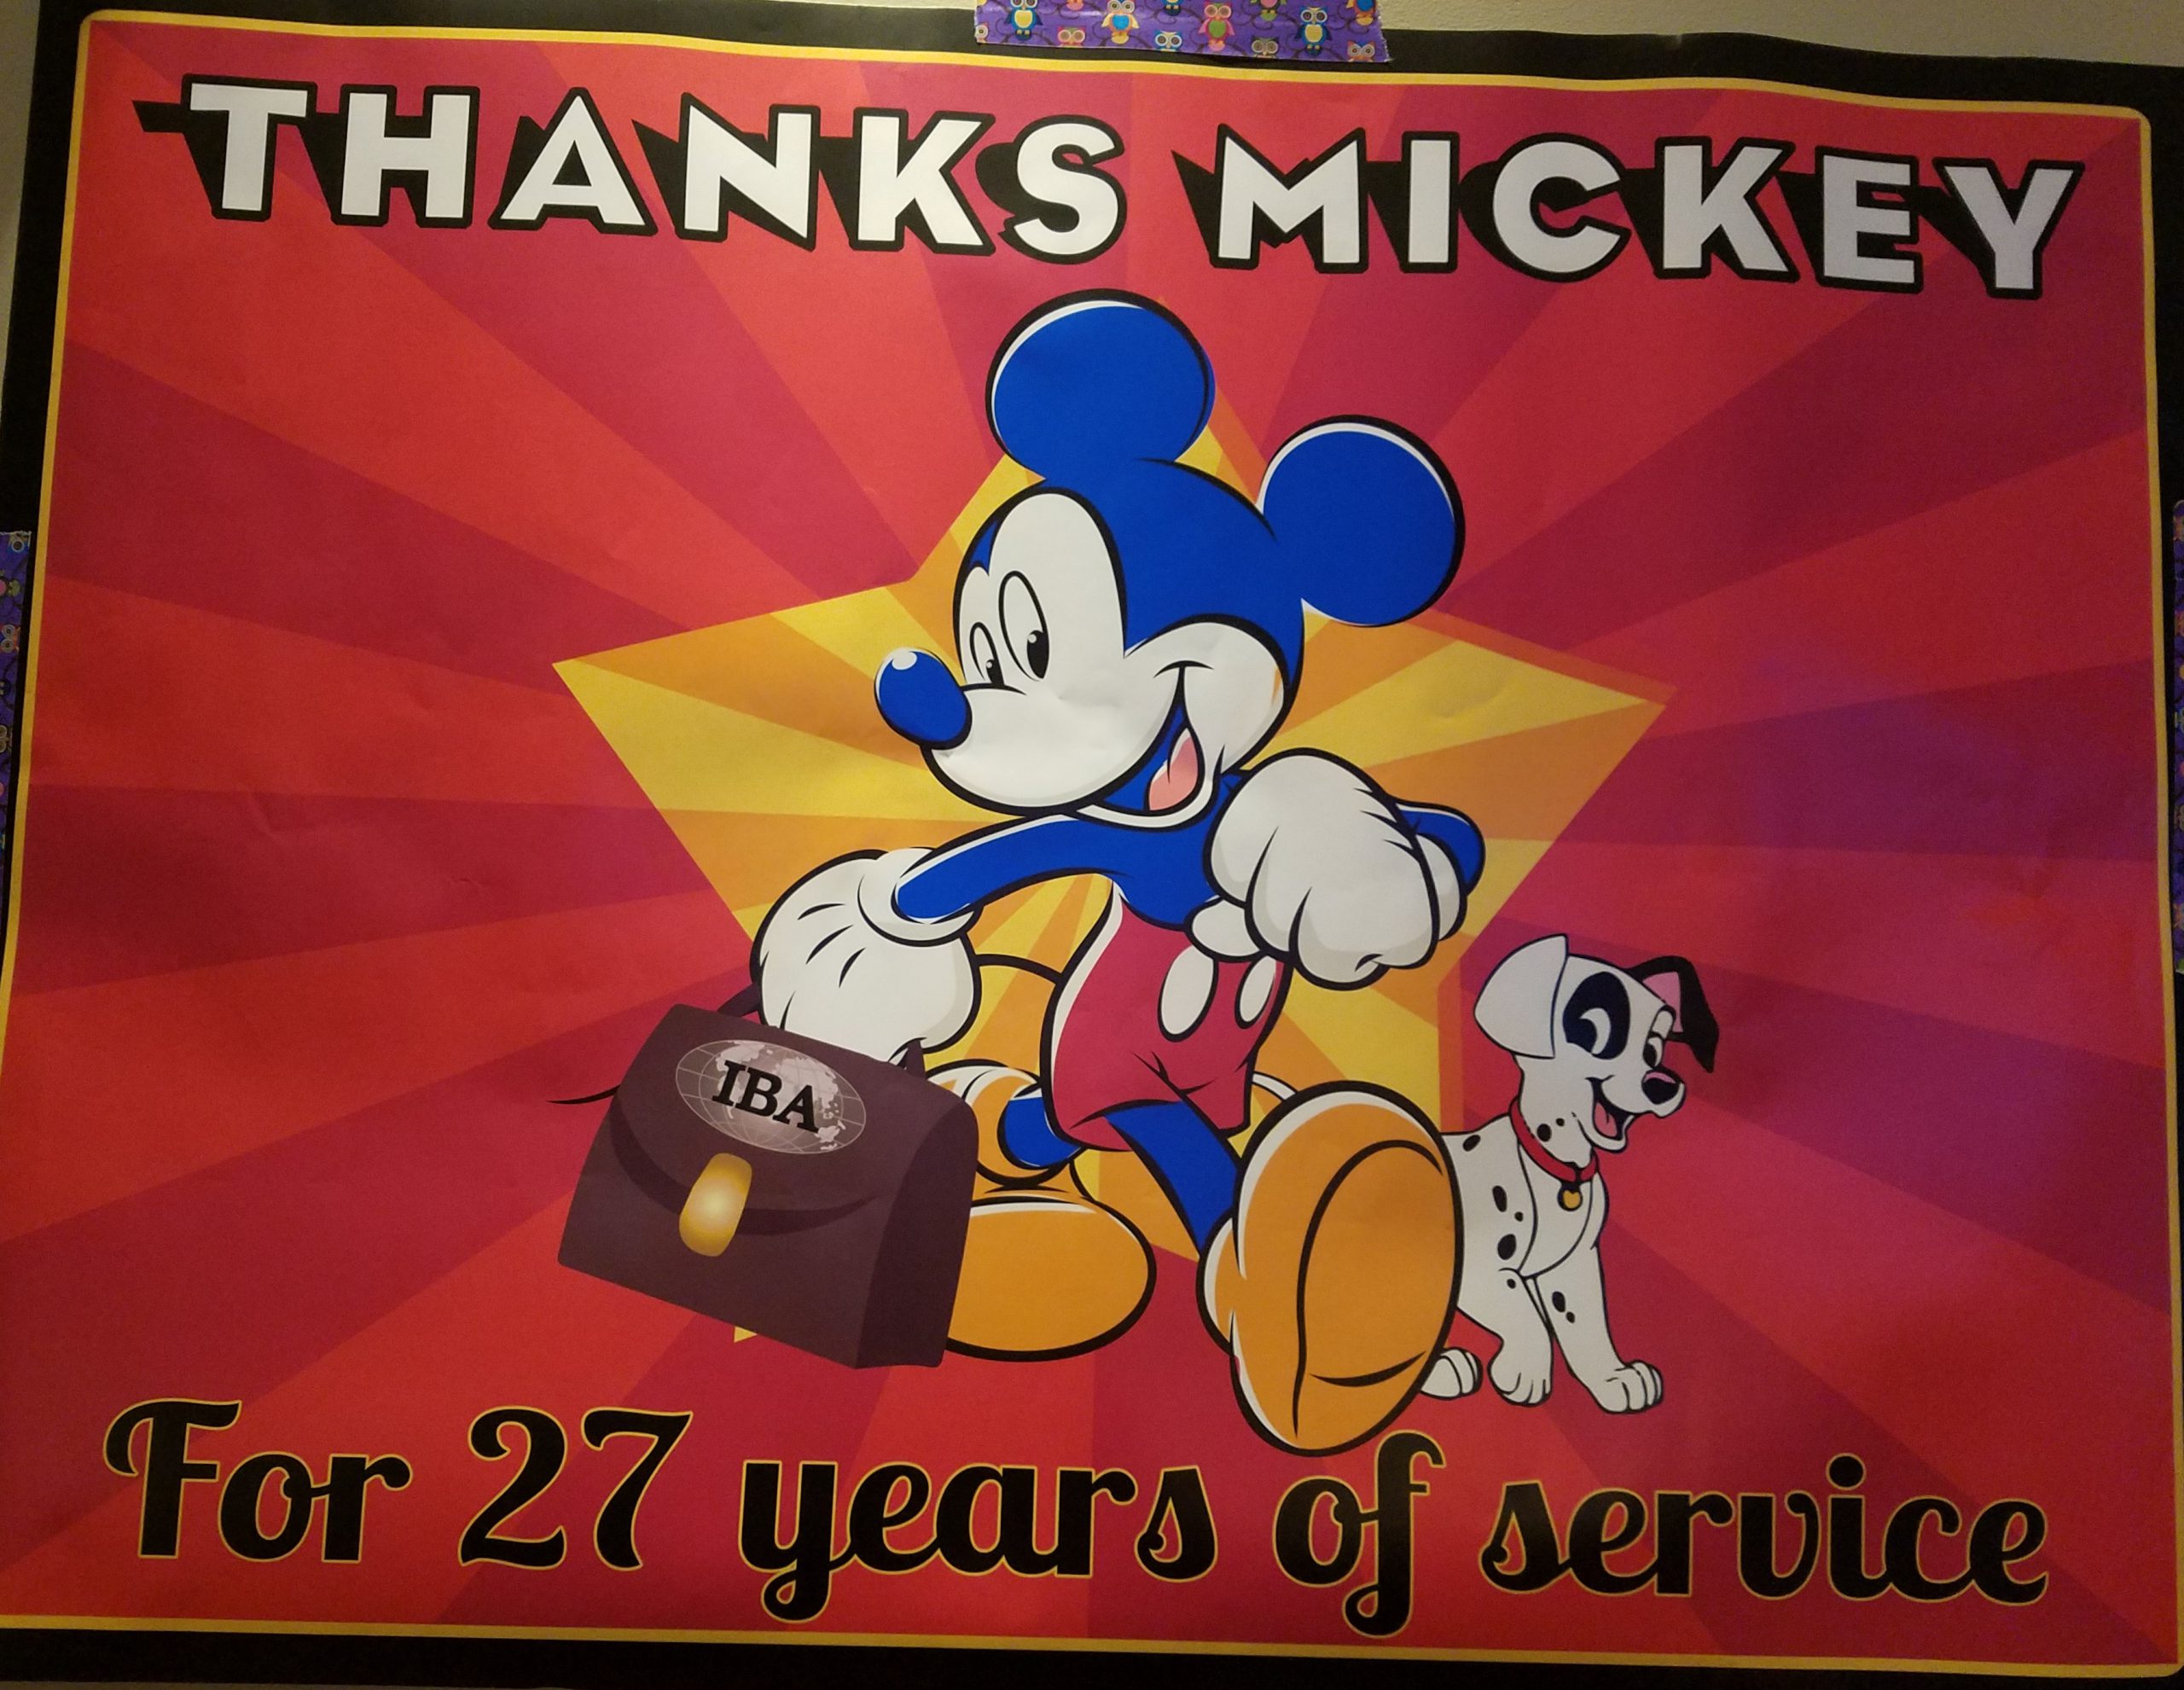 THANKS MICKEY
IBA
For 27 years of service